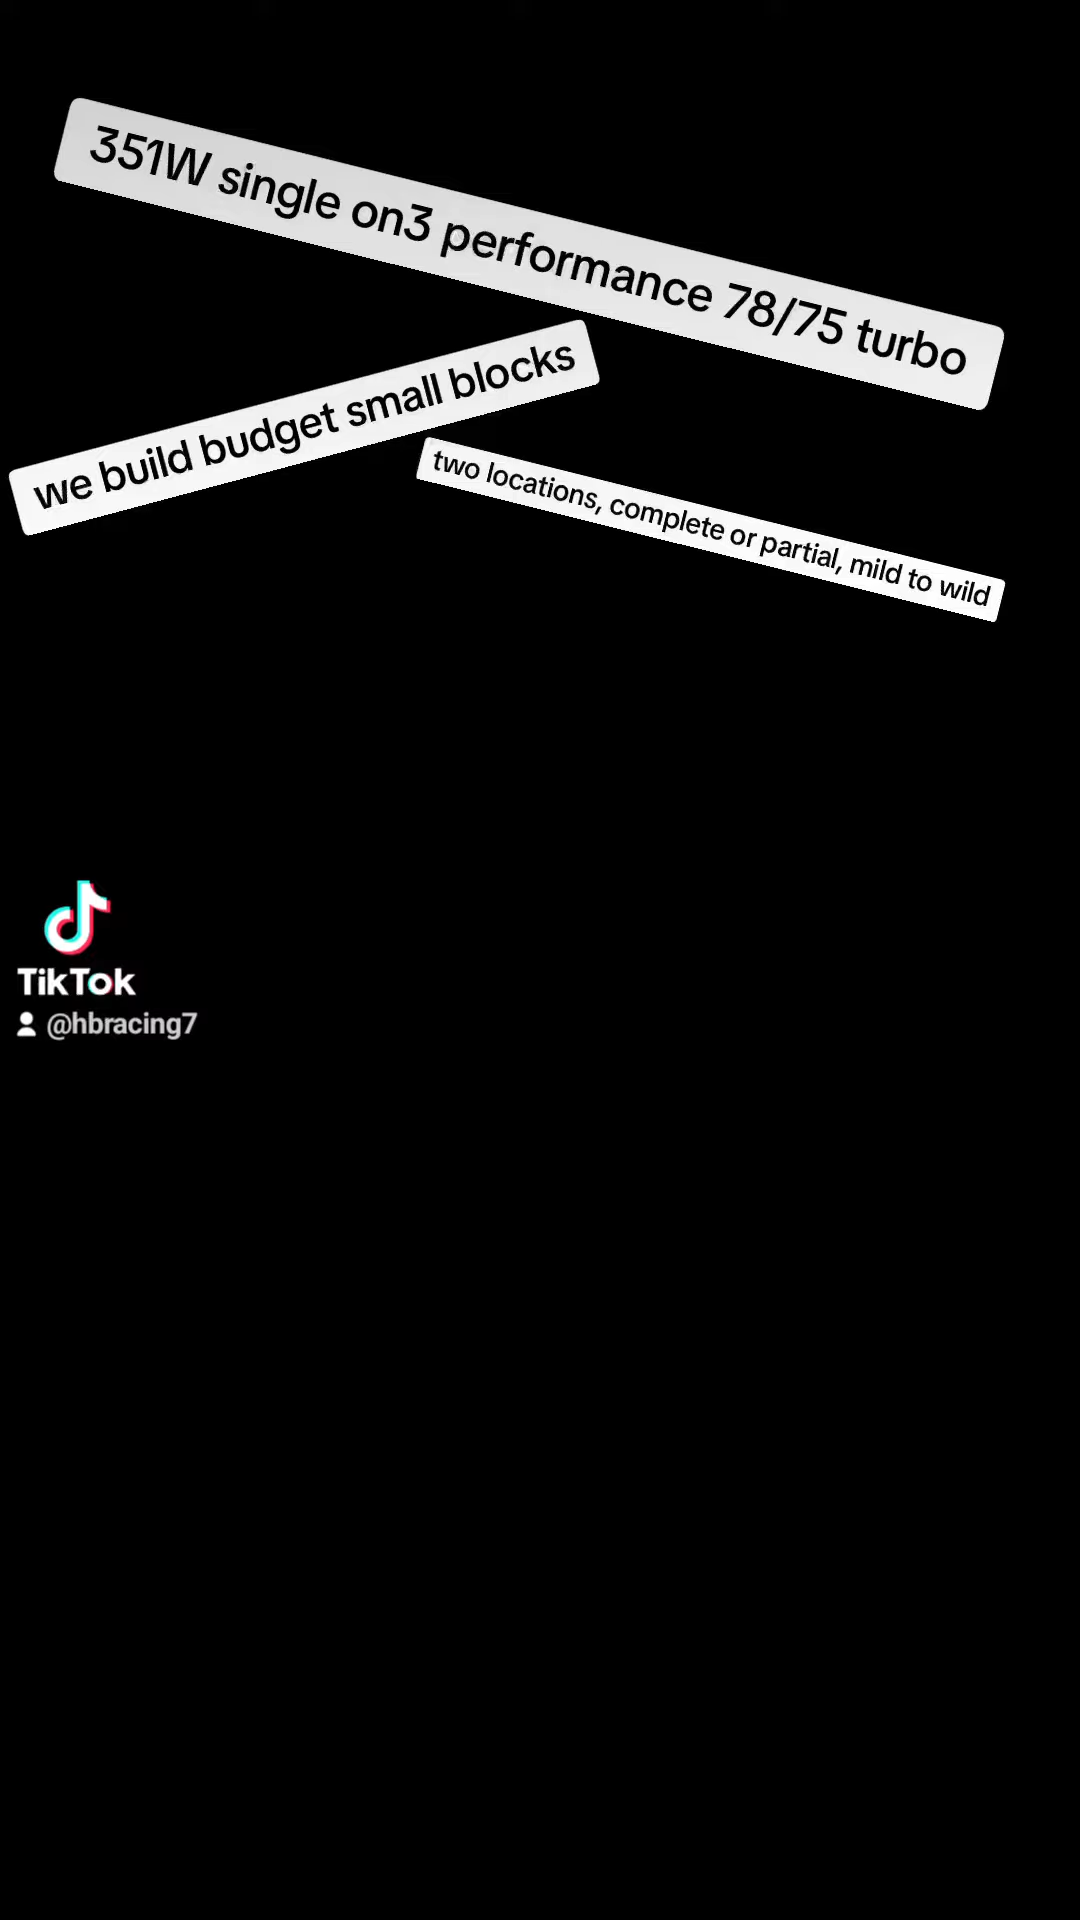 351W single on3 performance 78/75 turbo
we build budget small blocks
two locations, complete or partial, mild to wild
TikTok
@hbracing7